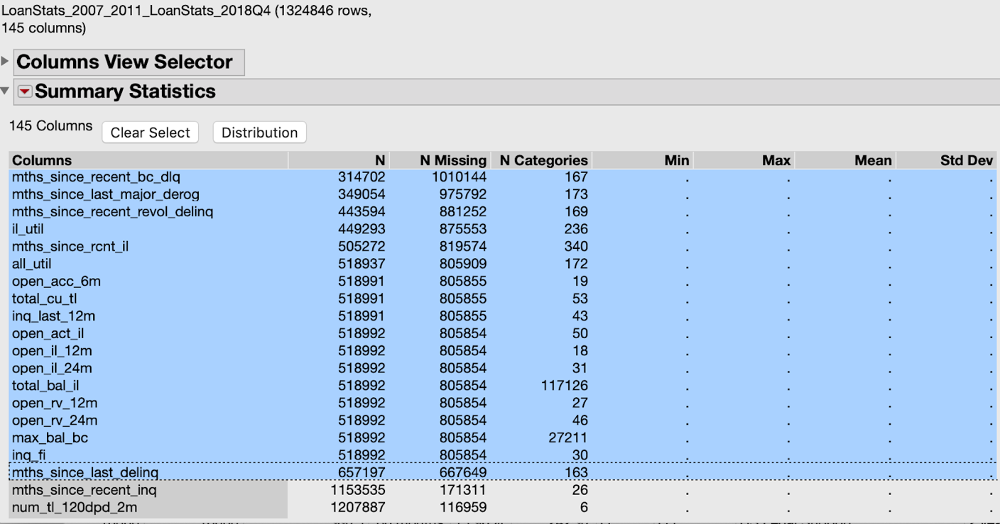 LoanStats_2007_2011_LoanStats_2018Q4 (1324846 rows,
145 columns)
Columns View Selector
Summary Statistics
145 Columns Clear Select Distribution
Columns N N Missing N Categories Min Max Mean Std Dev
mths_since_recent_bc_dlq 314702 1010144 167 . . . .
mths_since_last_major_derog 349054 975792 173 . . . .
mths_since_recent_revol_delinq 443594 881252 169 . . . .
il_util 449293 875553 236 . . . .
mths_since_rcnt_il 505272 819574 340 . . . .
all_util 518937 805909 172 . . . .
open_acc_6m 518991 805855 19 . . . .
total_cu_tl 518991 805855 53 . . . .
inq_last_12m 518991 805855 43 . . . .
open_act_il 518992 805854 50 . . . .
open_il_12m 518992 805854 18 . . . .
open_il_24m 518992 805854 31 . . . .
total_bal_il 518992 805854 117126 . . . .
open_rv_12m 518992 805854 27 . . . .
open_rv_24m 518992 805854 46 . . . .
max_bal_bc 518992 805854 27211 . . . .
inq_fi 518992 805854 30 . . . .
mths_since_last_delinq 657197 667649 163 . . . .
mths_since_recent_inq 1153535 171311 26 . . . .
num_tl_120dpd_2m 1207887 116959 6 . . . .